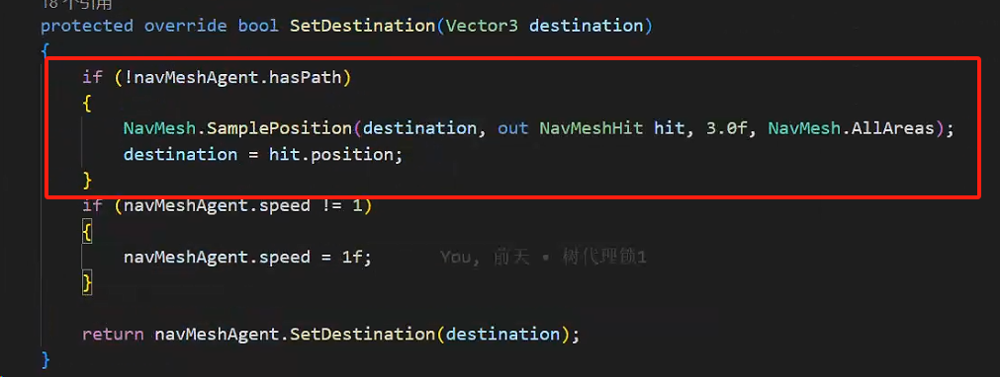 18 个引用
protected override bool SetDestination(Vector3 destination)
{
if (!navMeshAgent.hasPath)
{
NavMesh.SamplePosition(destination, out NavMeshHit hit, 3.0f, NavMesh.AllAreas);
destination = hit.position;
}
if (navMeshAgent.speed != 1)
{
navMeshAgent.speed = 1f; You, 前天 • 树代理锁1
}
return navMeshAgent.SetDestination(destination);
}